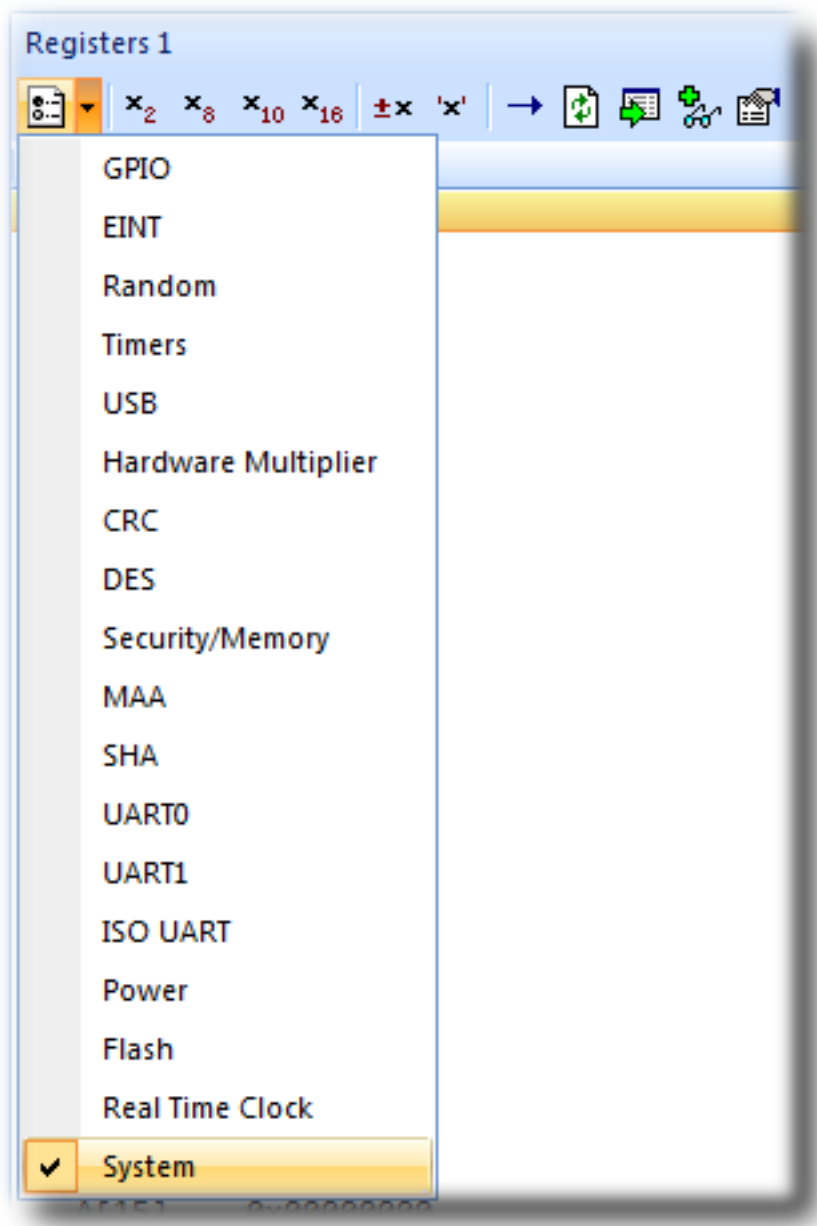 Registers 1
x2 x8 x10 x16 ±x 'x'
GPIO
EINT
Random
Timers
USB
Hardware Multiplier
CRC
DES
Security/Memory
MAA
SHA
UART0
UART1
ISO UART
Power
Flash
Real Time Clock
System